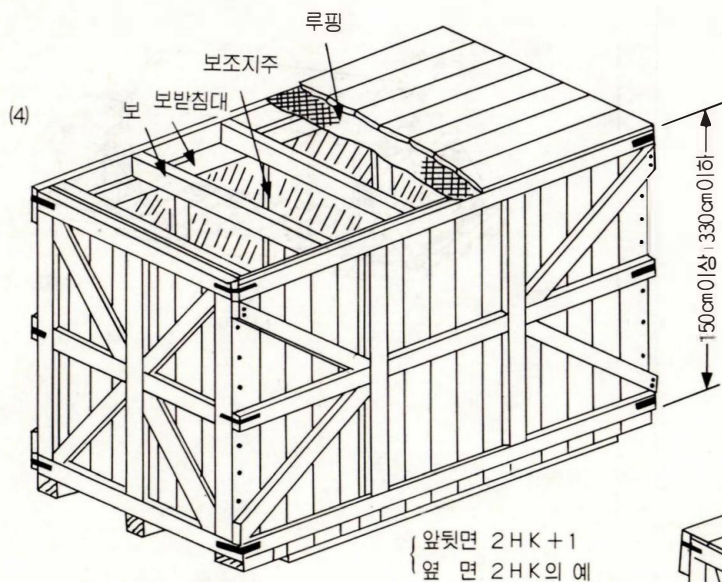 루핑
보조지주
보받침대
보
(4)
150cm이상 330cm이하
앞뒷면 2HK+1
옆 면 2HK의 예